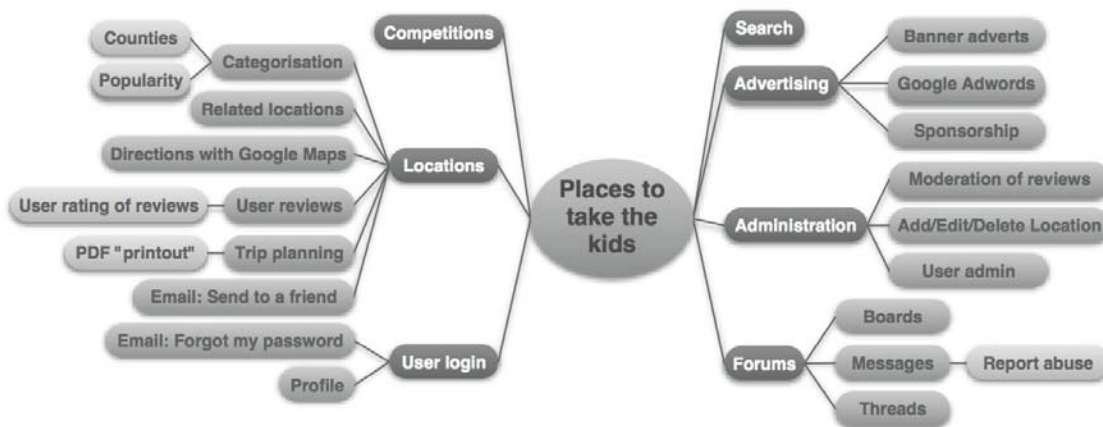 Competitions
Counties
Categorisation
Popularity
Related locations
Directions with Google Maps
Locations
User rating of reviews
User reviews
PDF "printout"
Trip planning
Email: Send to a friend
Email: Forgot my password
User login
Profile
Places to
take the
kids
Search
Banner adverts
Advertising
Google Adwords
Sponsorship
Moderation of reviews
Administration
Add/Edit/Delete Location
User admin
Boards
Forums
Messages
Report abuse
Threads